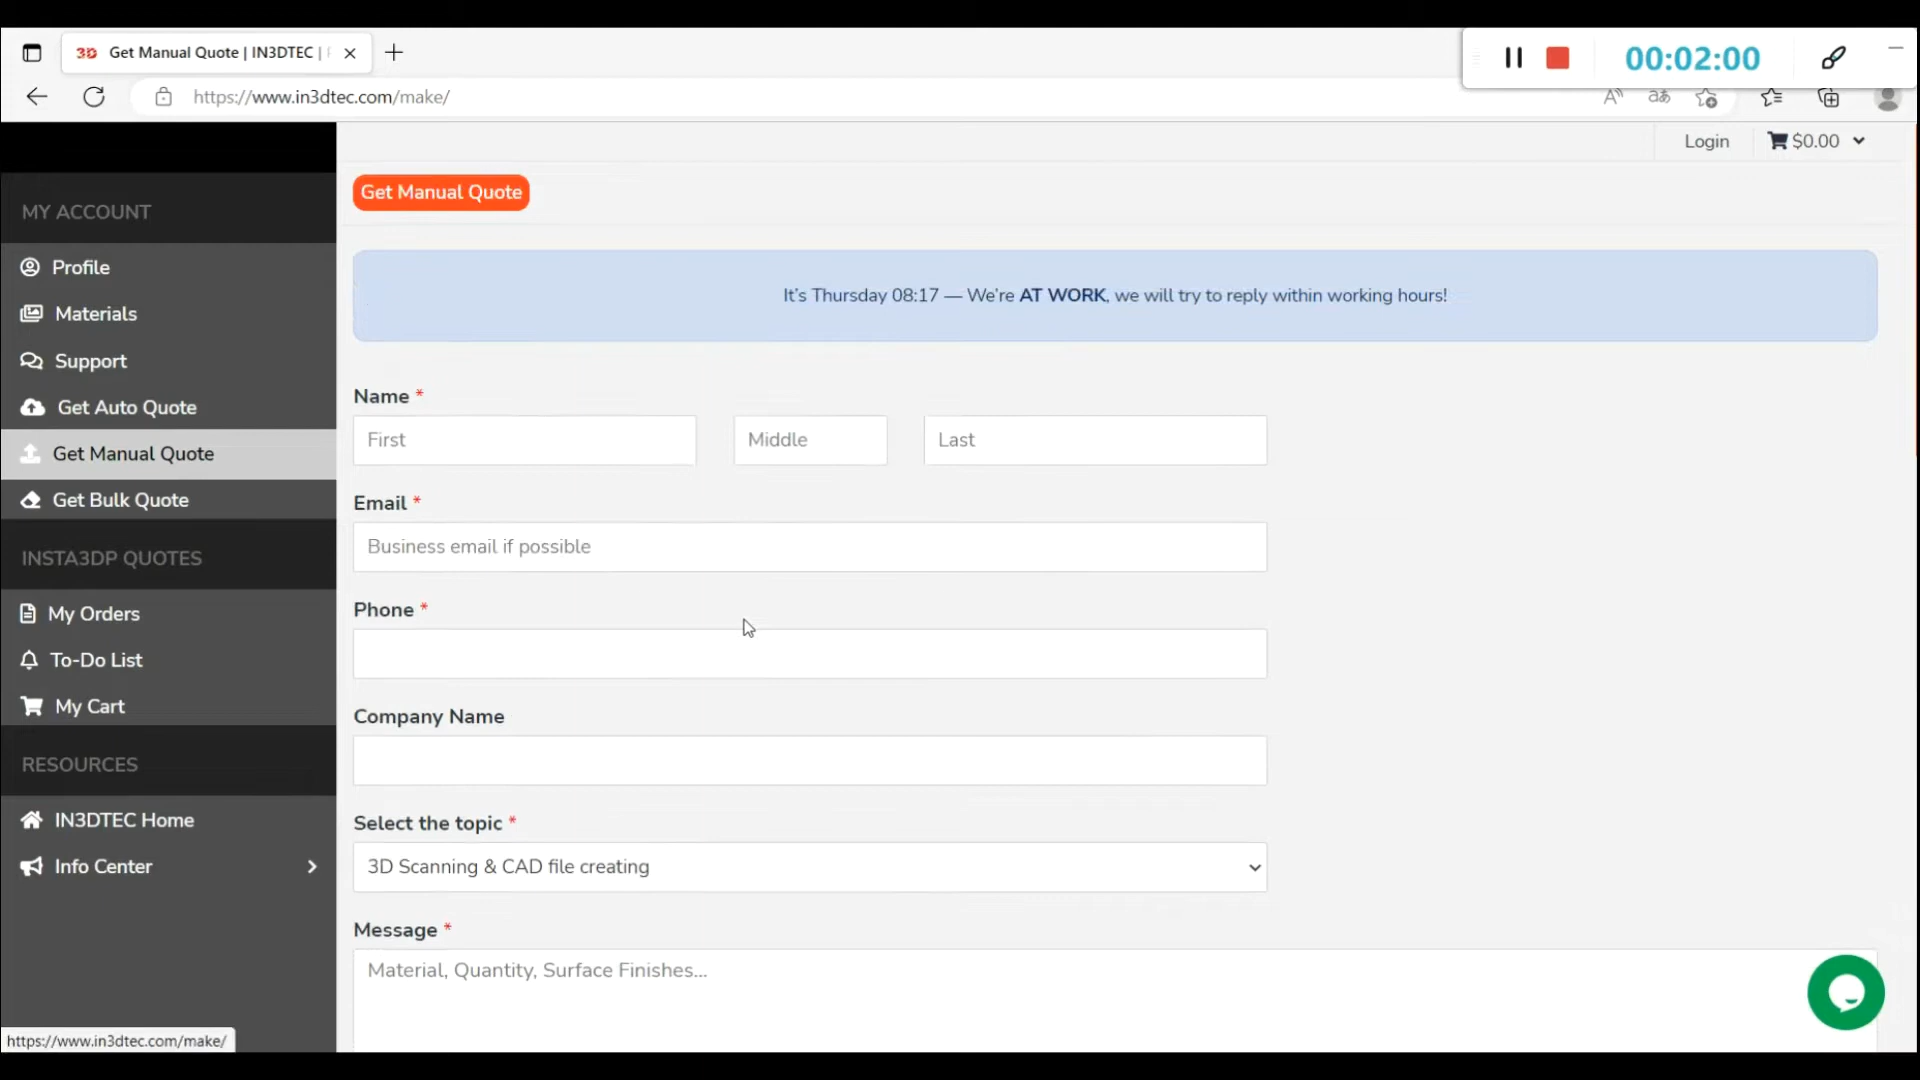 Get Manual Quote | IN3DTEC |
00:02:00
https://www.in3dtec.com/make/
Login
$0.00
MY ACCOUNT
Profile
Materials
Support
Get Auto Quote
Get Manual Quote
Get Bulk Quote
INSTA3DP QUOTES
My Orders
To-Do List
My Cart
RESOURCES
IN3DTEC Home
Info Center
https://www.in3dtec.com/make/
Get Manual Quote
It's Thursday 08:17 — We're AT WORK, we will try to reply within working hours!
Name *
First Middle Last
Email *
Business email if possible
Phone *
Company Name
Select the topic *
3D Scanning & CAD file creating
Message *
Material, Quantity, Surface Finishes...